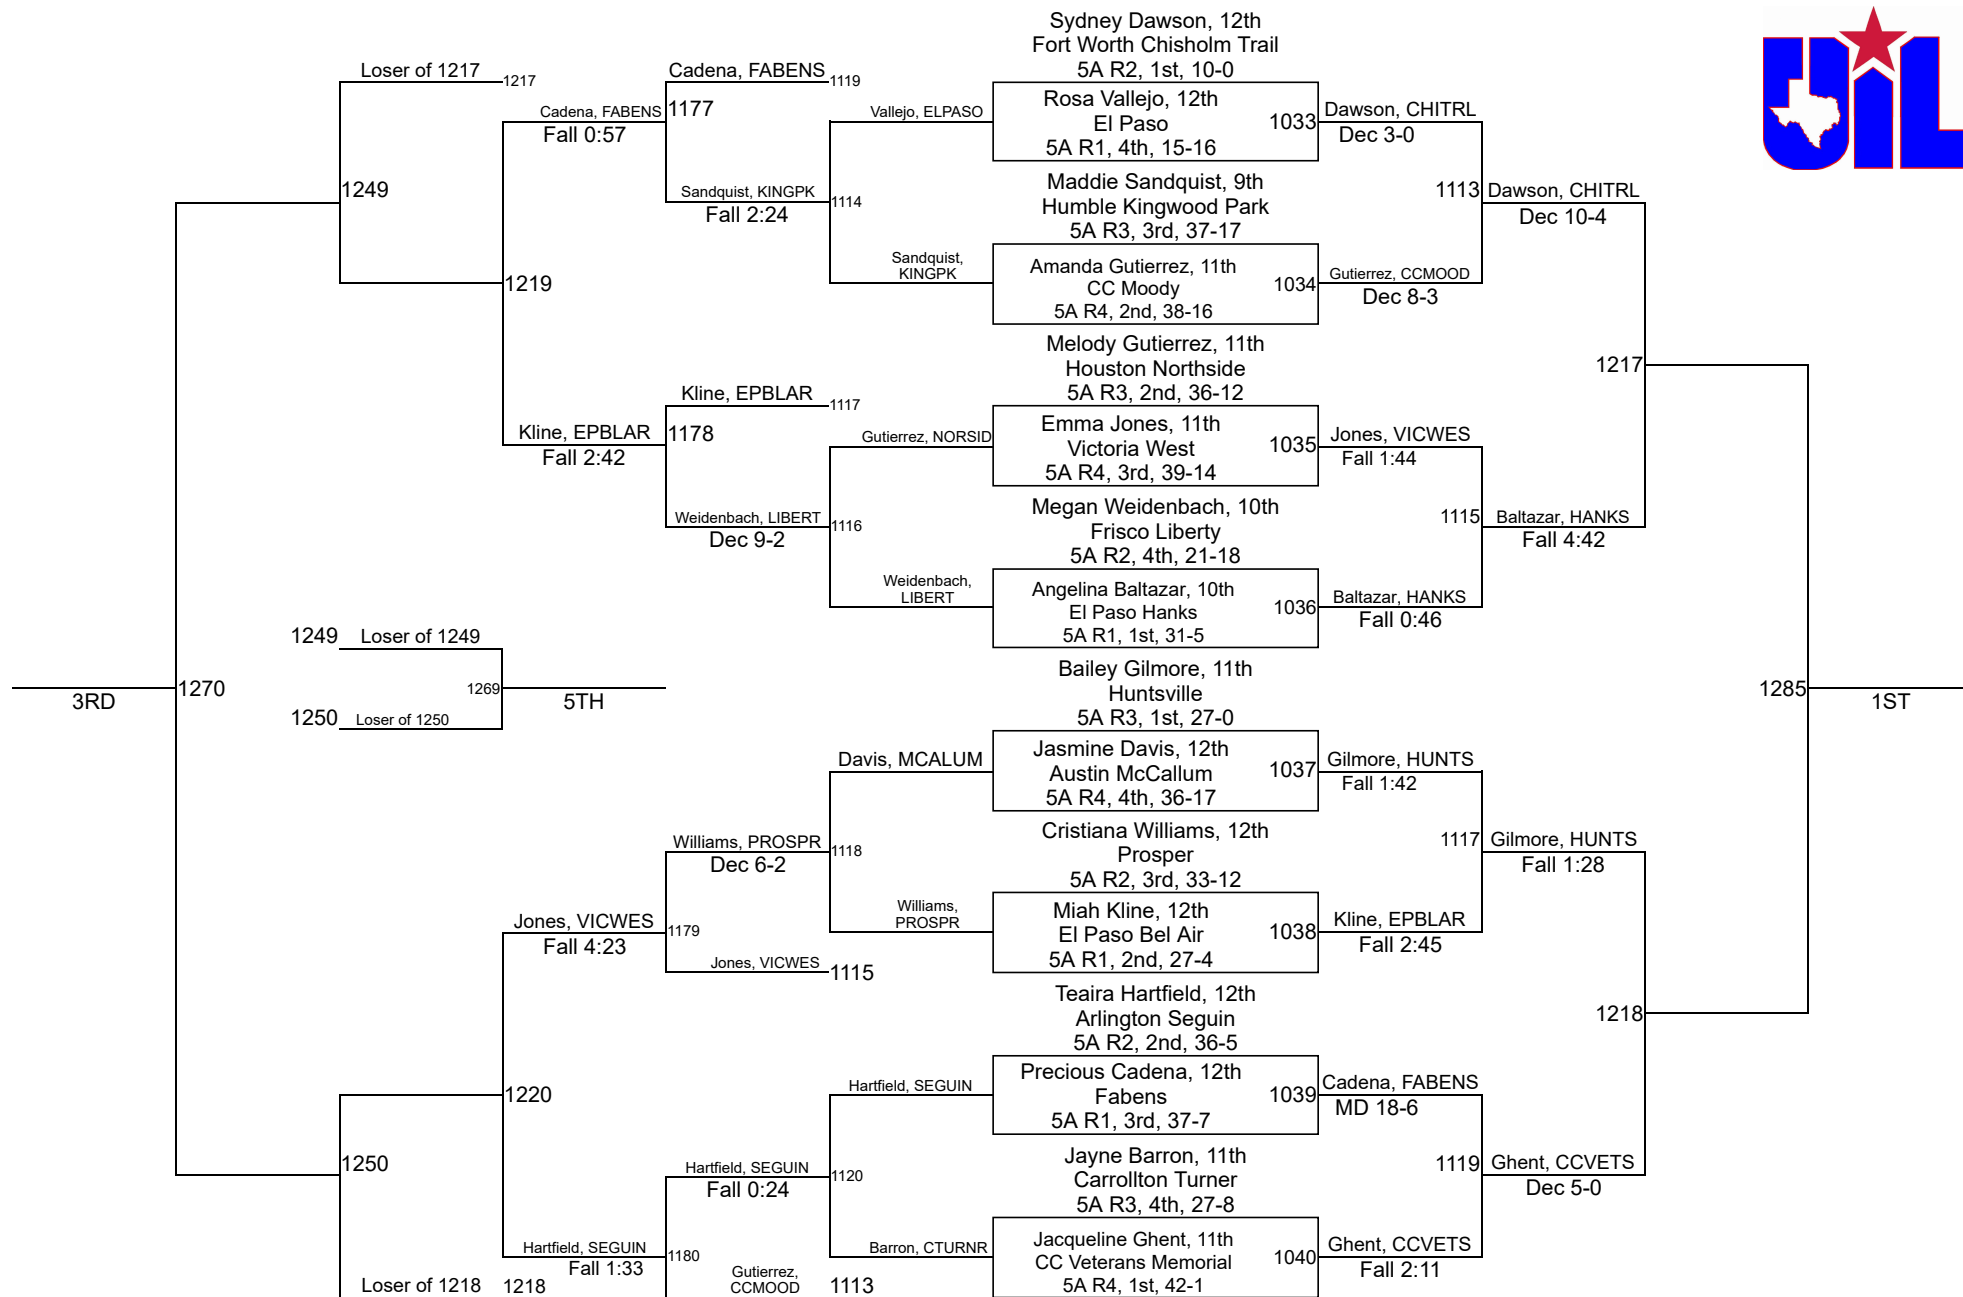 Sydney Dawson, 12th
Fort Worth Chisholm Trail
5A R2, 1st, 10-0
Loser of 1217
1217
Cadena, FABENS
1119
Cadena, FABENS
1177
Fall 0:57
Vallejo, ELPASO
Rosa Vallejo, 12th
El Paso
5A R1, 4th, 15-16
1033
Dawson, CHITRL
Dec 3-0
UIL
1249
Sandquist, KINGPK
1114
Fall 2:24
Maddie Sandquist, 9th
Humble Kingwood Park
5A R3, 3rd, 37-17
1113
Dawson, CHITRL
Dec 10-4
1219
Sandquist,
KINGPK
Amanda Gutierrez, 11th
CC Moody
5A R4, 2nd, 38-16
1034
Gutierrez, CCMOOD
Dec 8-3
Melody Gutierrez, 11th
Houston Northside
5A R3, 2nd, 36-12
1217
Kline, EPBLAR
1117
Kline, EPBLAR
1178
Fall 2:42
Gutierrez, NORSID
Emma Jones, 11th
Victoria West
5A R4, 3rd, 39-14
1035
Jones, VICWES
Fall 1:44
Weidenbach, LIBERT
1116
Dec 9-2
Megan Weidenbach, 10th
Frisco Liberty
5A R2, 4th, 21-18
1115
Baltazar, HANKS
Fall 4:42
Weidenbach,
LIBERT
Angelina Baltazar, 10th
El Paso Hanks
5A R1, 1st, 31-5
1036
Baltazar, HANKS
Fall 0:46
1249
Loser of 1249
3RD
1270
1269
5TH
1250
Loser of 1250
Bailey Gilmore, 11th
Huntsville
5A R3, 1st, 27-0
1285
1ST
Davis, MCALUM
Jasmine Davis, 12th
Austin McCallum
5A R4, 4th, 36-17
1037
Gilmore, HUNTS
Fall 1:42
Williams, PROSPR
1118
Dec 6-2
Cristiana Williams, 12th
Prosper
5A R2, 3rd, 33-12
1117
Gilmore, HUNTS
Fall 1:28
Jones, VICWES
1179
Fall 4:23
Jones, VICWES
1115
Williams,
PROSPR
Miah Kline, 12th
El Paso Bel Air
5A R1, 2nd, 27-4
1038
Kline, EPBLAR
Fall 2:45
Teaira Hartfield, 12th
Arlington Seguin
5A R2, 2nd, 36-5
1218
1220
Hartfield, SEGUIN
Precious Cadena, 12th
Fabens
5A R1, 3rd, 37-7
1039
Cadena, FABENS
MD 18-6
1250
Hartfield, SEGUIN
1120
Fall 0:24
Jayne Barron, 11th
Carrollton Turner
5A R3, 4th, 27-8
1119
Ghent, CCVETS
Dec 5-0
Hartfield, SEGUIN
1180
Fall 1:33
Barron, CTURNR
Jacqueline Ghent, 11th
CC Veterans Memorial
5A R4, 1st, 42-1
1040
Ghent, CCVETS
Fall 2:11
Loser of 1218
1218
Gutierrez,
CCMOOD
1113